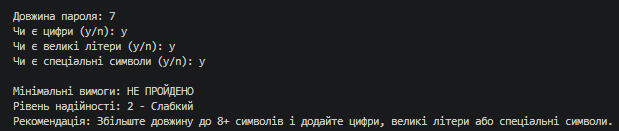 Довжина пароля: 7
Чи є цифри (y/n): y
Чи є великі літери (y/n): y
Чи є спеціальні символи (y/n): y
Мінімальні вимоги: НЕ ПРОЙДЕНО
Рівень надійності: 2 - Слабкий
Рекомендація: Збільште довжину до 8+ символів і додайте цифри, великі літери або спеціальні символи.